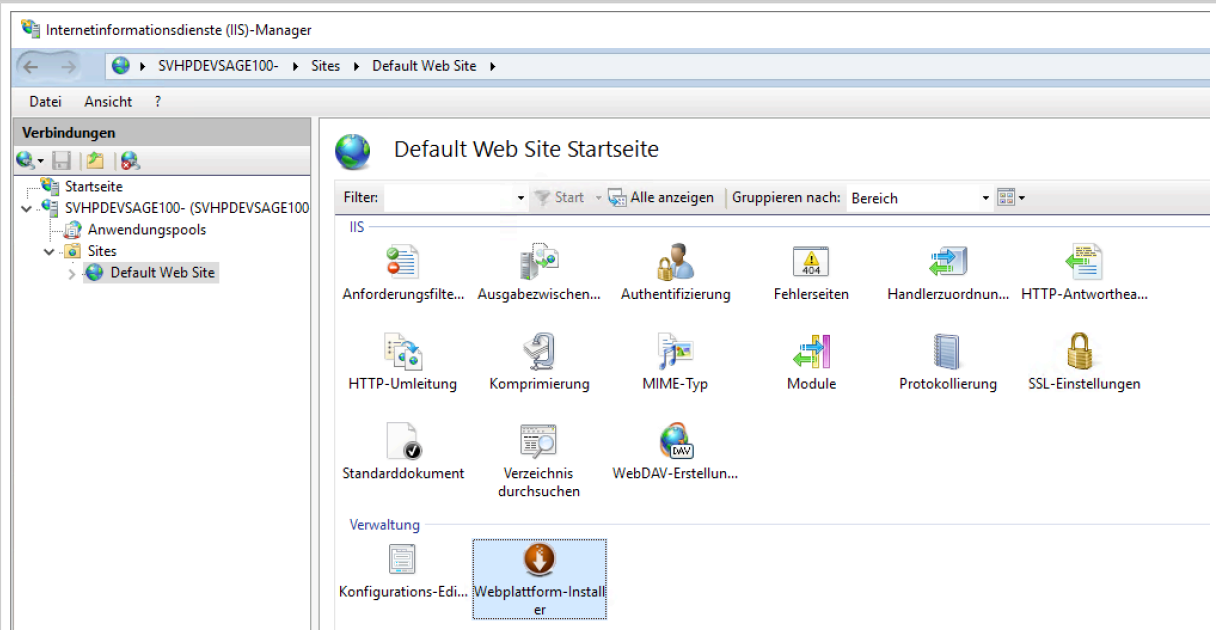 Internetinformationsdienste (IIS)-Manager
SVHPDEVSAGE100- Sites Default Web Site
Datei Ansicht ?
Verbindungen
Startseite
SVHPDEVSAGE100- (SVHPDEVSAGE100
Anwendungspools
Sites
Default Web Site
Default Web Site Startseite
Filter: Start Alle anzeigen Gruppieren nach: Bereich
IIS
Anforderungsfilte... Ausgabezwischen... Authentifizierung Fehlerseiten Handlerzuordnun... HTTP-Antworthea...
404
HTTP-Umleitung Komprimierung MIME-Typ Module Protokollierung SSL-Einstellungen
DAV
Standarddokument Verzeichnis durchsuchen WebDAV-Erstellun...
Verwaltung
Konfigurations-Edi... Webplattform-Install
er